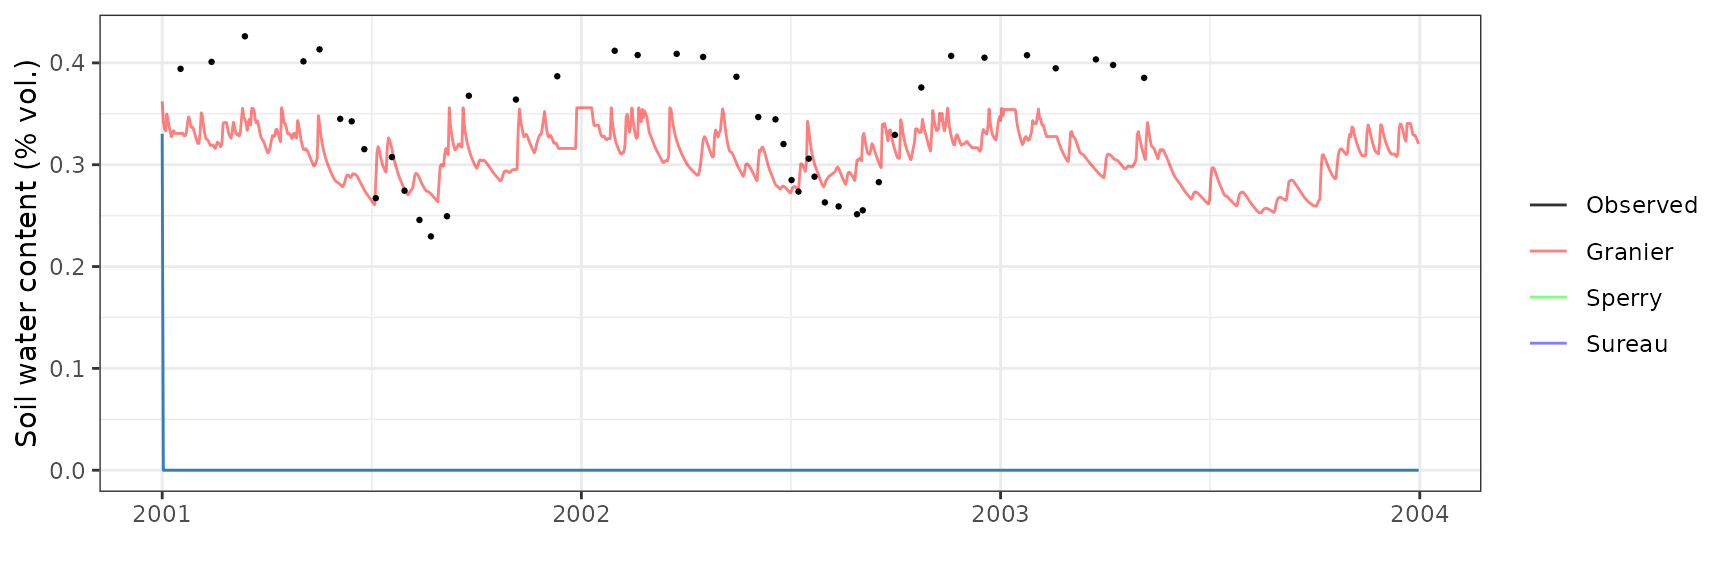 Soil water content (% vol.)
0.4
0.3
0.2
0.1
0.0
2001
2002
2003
2004
Observed
Granier
Sperry
Sureau